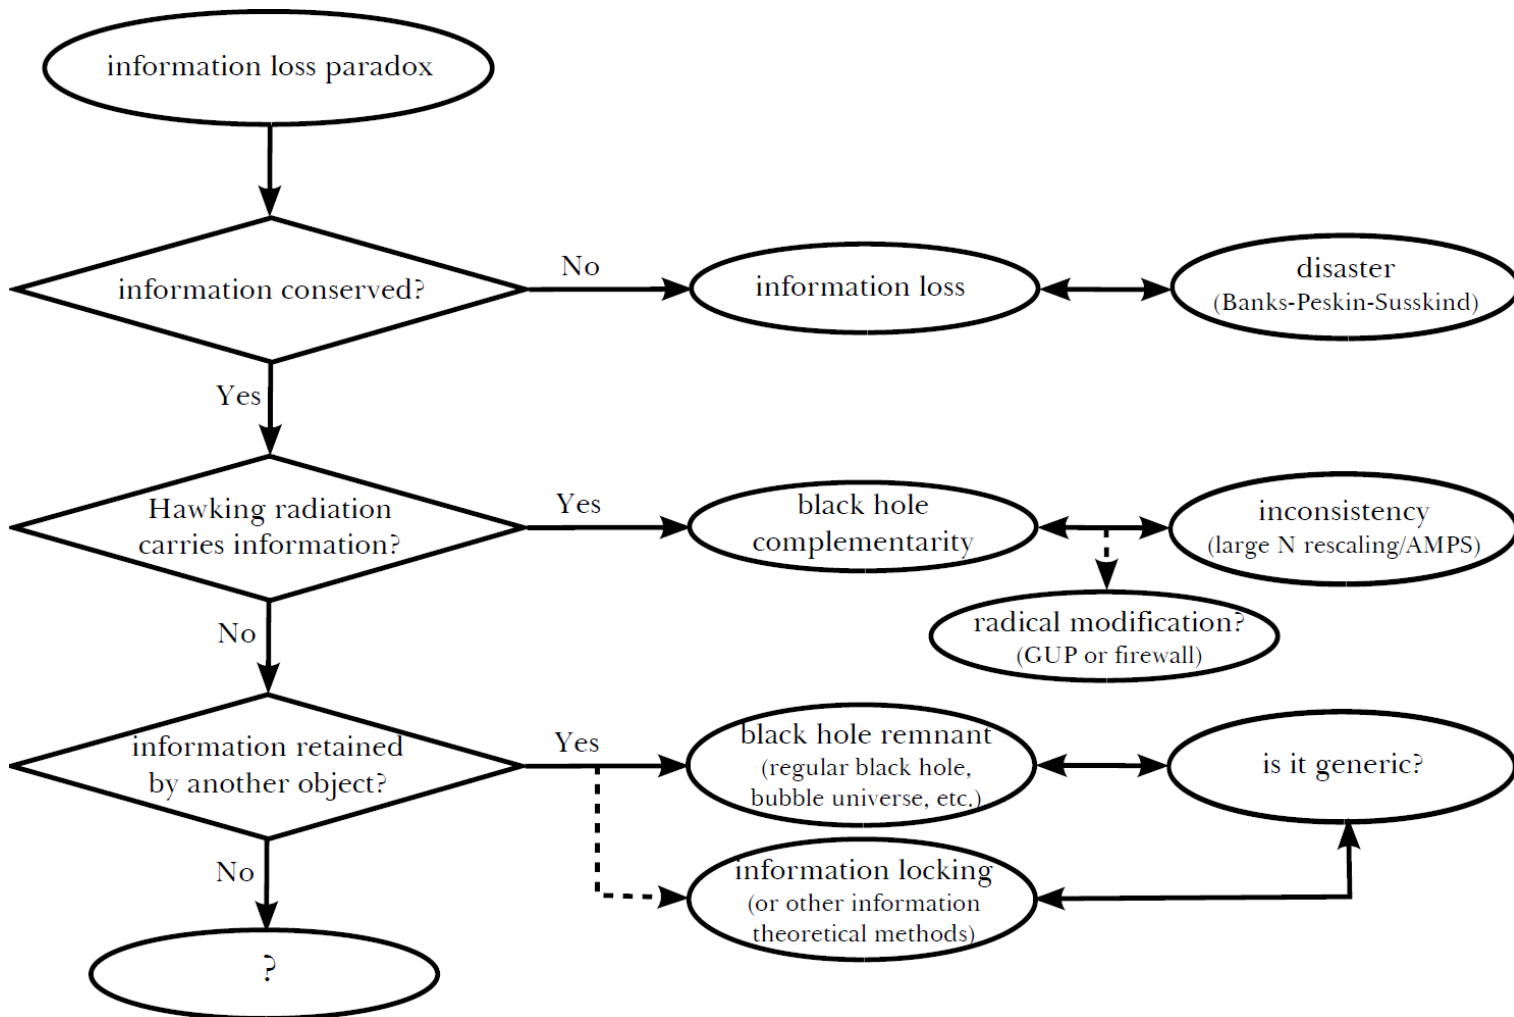 information loss paradox
information conserved?
No
information loss
disaster
(Banks-Peskin-Susskind)
Yes
Hawking radiation
carries information?
Yes
black hole
complementarity
inconsistency
(large N rescaling/AMPS)
radical modification?
(GUP or firewall)
No
information retained
by another object?
Yes
black hole remnant
(regular black hole,
bubble universe, etc.)
is it generic?
information locking
(or other information
theoretical methods)
No
?